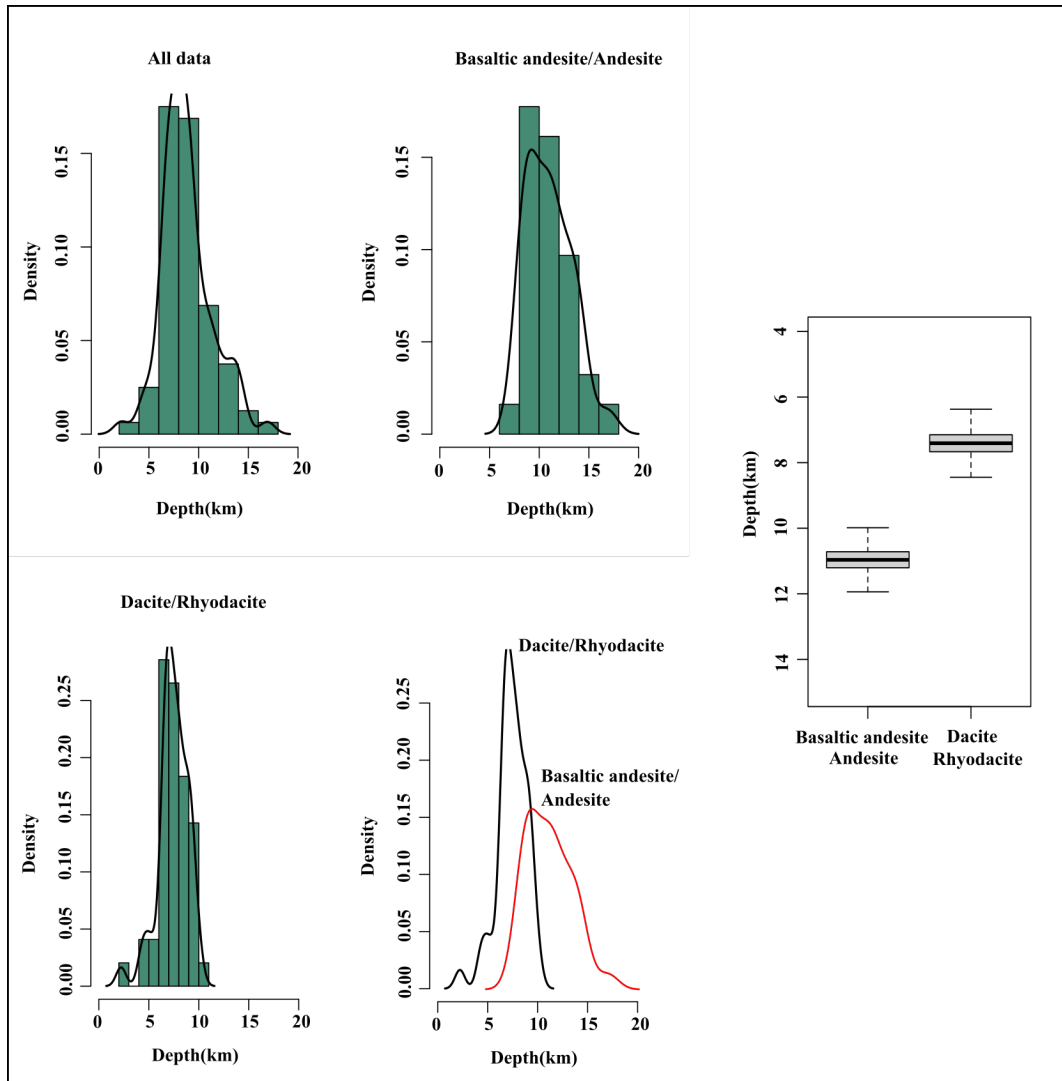 All data
0.15
0.10
0.05
0.00
Density
0 5 10 15 20
Depth(km)
Basaltic andesite/Andesite
0.15
0.10
0.05
0.00
Density
0 5 10 15 20
Depth(km)
Dacite/Rhyodacite
0.25
0.20
0.15
0.10
0.05
0.00
Density
0 5 10 15 20
Depth(km)
Dacite/Rhyodacite
Basaltic andesite/
Andesite
0.25
0.20
0.15
0.10
0.05
0.00
Density
0 5 10 15 20
Depth(km)
4
6
8
10
12
14
Depth(km)
Basaltic andesite
Andesite
Dacite
Rhyodacite